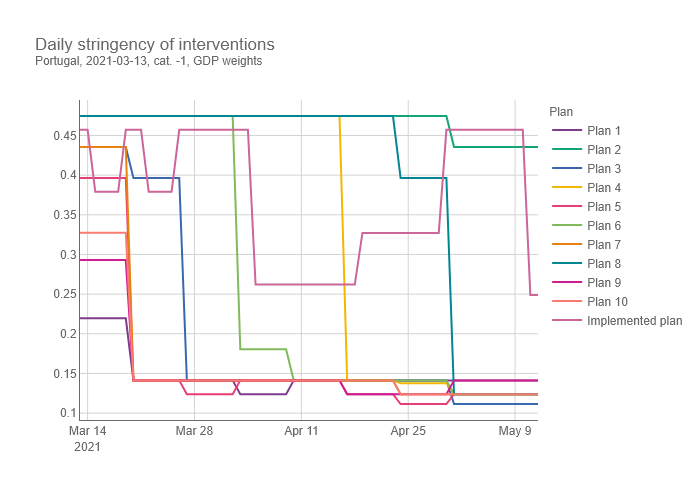 Daily stringency of interventions
Portugal, 2021-03-13, cat. -1, GDP weights
Plan
Plan 1
Plan 2
Plan 3
Plan 4
Plan 5
Plan 6
Plan 7
Plan 8
Plan 9
Plan 10
Implemented plan
0.45
0.4
0.35
0.3
0.25
0.2
0.15
0.1
Mar 14 Mar 28 Apr 11 Apr 25 May 9
2021